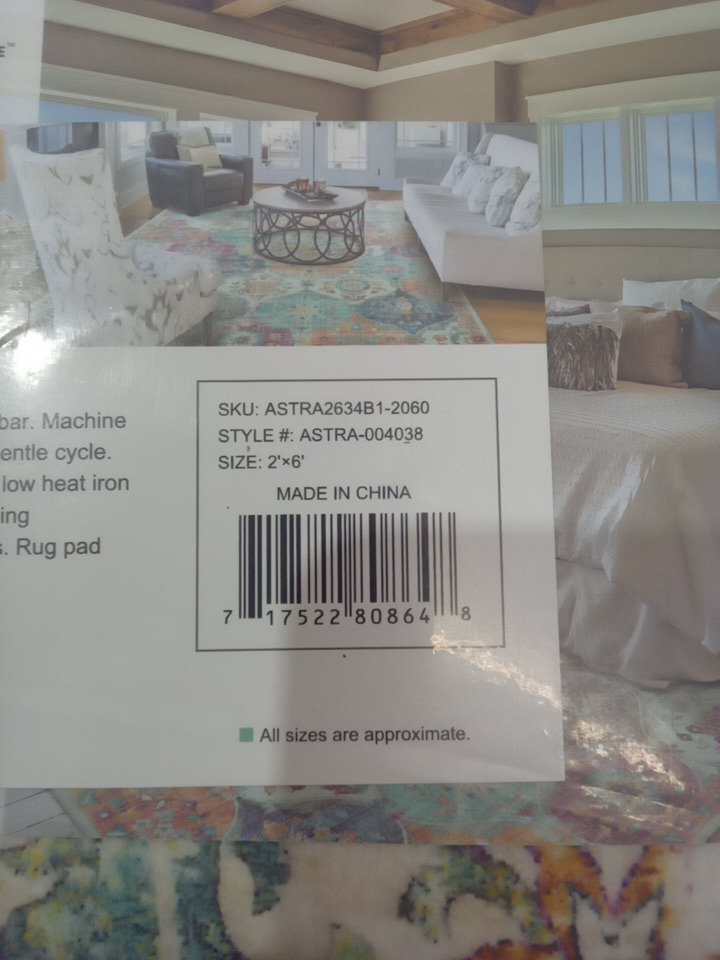 E™
bar. Machine
entle cycle.
low heat iron
ing
s. Rug pad
SKU: ASTRA2634B1-2060
STYLE #: ASTRA-004038
SIZE: 2'×6'
MADE IN CHINA
7 17522 80864 8
All sizes are approximate.